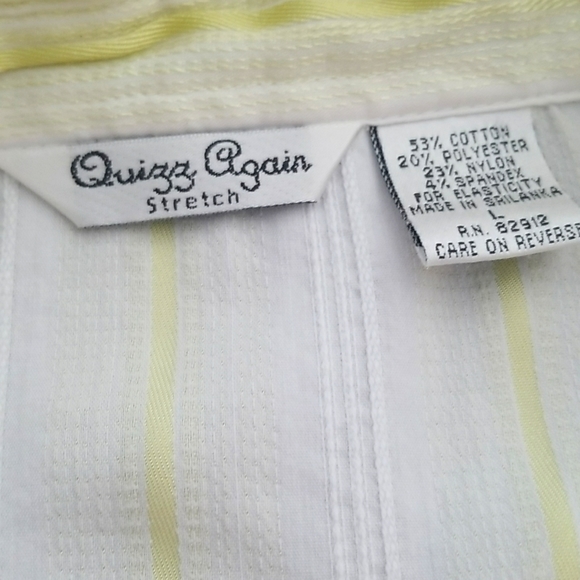 Quizz Again
Stretch
53% COTTON
20% POLYESTER
23% NYLON
4% SPANDEX
FOR ELASTICITY
MADE IN SRILANKA
L
R.N. 82912
CARE ON REVERSE